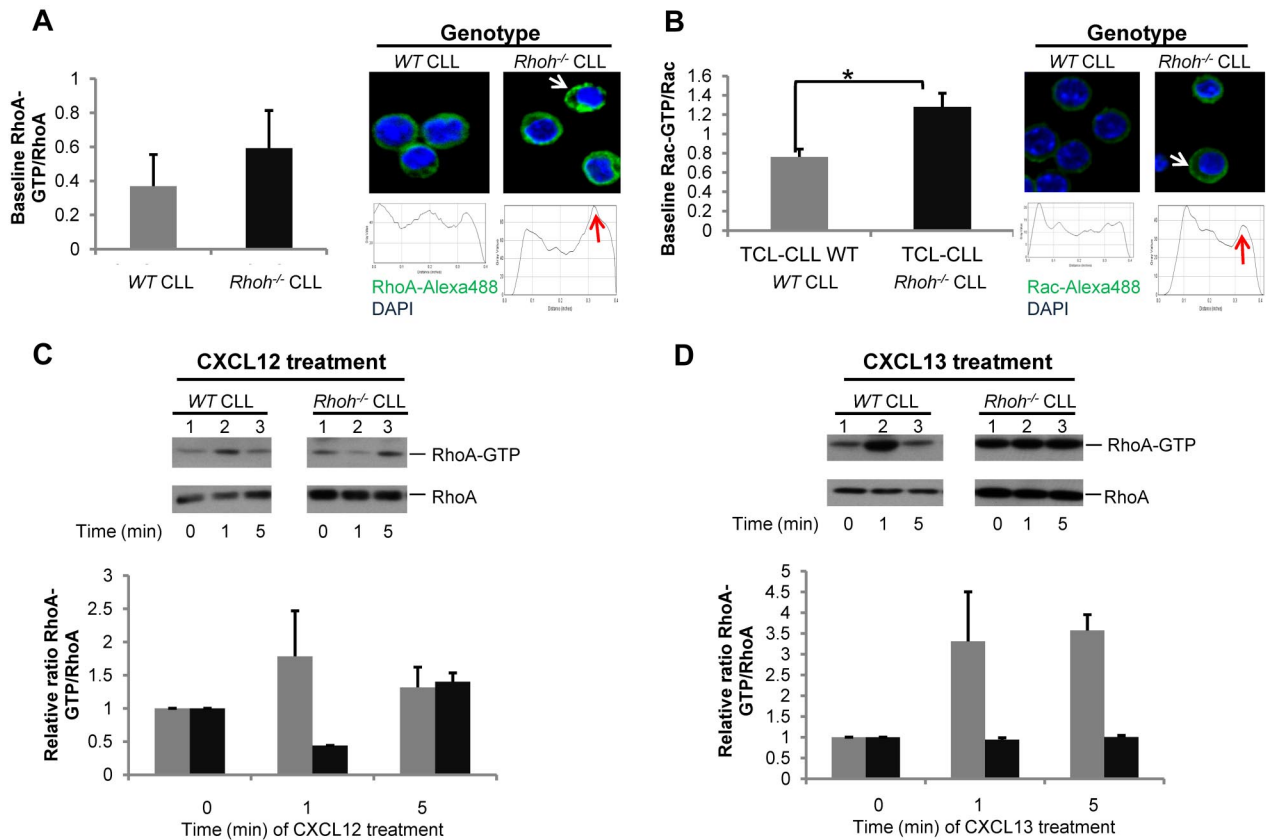 A
Genotype
WT CLL
Rhoh-/- CLL
Baseline RhoA-
GTP/RhoA
1
0.8
0.6
0.4
0.2
0
WT CLL
Rhoh-/- CLL
RhoA-Alexa488
DAPI
B
Genotype
WT CLL
Rhoh-/- CLL
Baseline Rac-GTP/Rac
1.6
1.4
1.2
1
0.8
0.6
0.4
0.2
0
*
TCL-CLL WT
TCL-CLL
WT CLL
Rhoh-/- CLL
Rac-Alexa488
DAPI
C
CXCL12 treatment
WT CLL
Rhoh-/- CLL
1 2 3
1 2 3
RhoA-GTP
RhoA
Time (min) 0 1 5
0 1 5
Relative ratio RhoA-
GTP/RhoA
3
2.5
2
1.5
1
0.5
0
0 1 5
Time (min) of CXCL12 treatment
D
CXCL13 treatment
WT CLL
Rhoh-/- CLL
1 2 3
1 2 3
RhoA-GTP
RhoA
Time (min) 0 1 5
0 1 5
Relative ratio RhoA-
GTP/RhoA
5
4.5
4
3.5
3
2.5
2
1.5
1
0.5
0
0 1 5
Time (min) of CXCL13 treatment